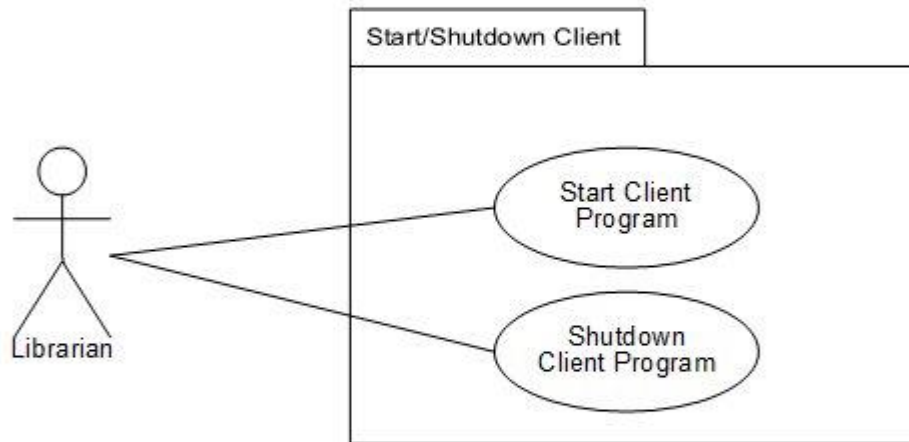 Start/Shutdown Client
Start Client
Program
Shutdown
Client Program
Librarian